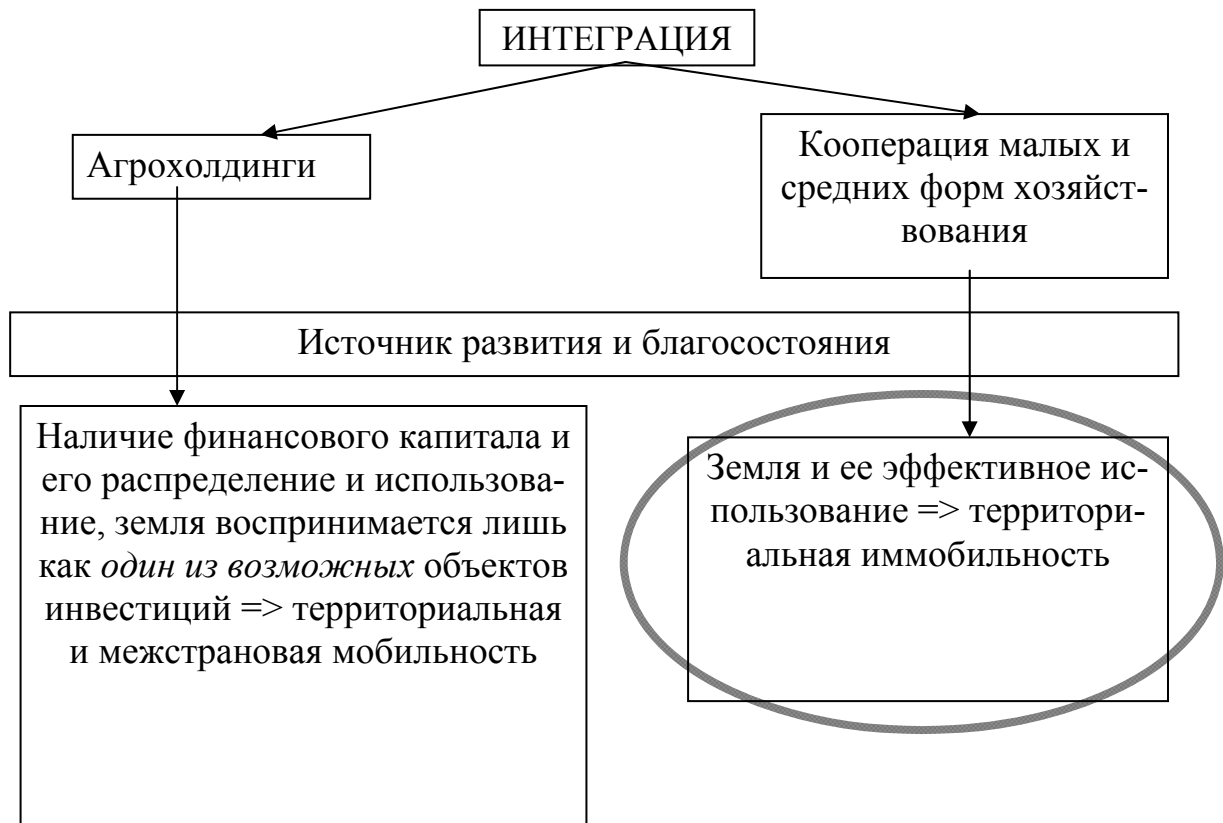 ИНТЕГРАЦИЯ
Агрохолдинги
Кооперация малых и
средних форм хозяйст-
вования
Источник развития и благосостояния
Наличие финансового капитала и
его распределение и использова-
ние, земля воспринимается лишь
как один из возможных объектов
инвестиций => территориальная
и межстрановая мобильность
Земля и ее эффективное ис-
пользование => территори-
альная иммобильность